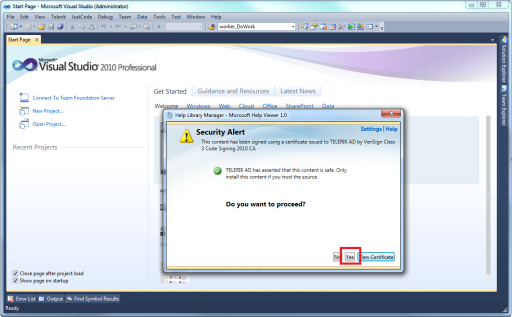 Start Page - Microsoft Visual Studio (Administrator)
File Edit View Telerik JustCode Debug Team Data Tools Test Window Help
worker_DoWork
Start Page
Microsoft
Visual Studio 2010 Professional
Connect To Team Foundation Server
New Project...
Open Project...
Recent Projects
Get Started Guidance and Resources Latest News
Welcome Windows Web Cloud Office SharePoint Data
Help Library Manager - Microsoft Help Viewer 1.0
Settings | Help
Security Alert
This content has been signed using a certificate issued to TELERIK AD by VeriSign Class
3 Code Signing 2010 CA.
TELERIK AD has asserted that this content is safe. Only
install this content if you trust the source.
Do you want to proceed?
No Yes View Certificate
Close page after project load
Show page on startup
Error List Output Find Symbol Results
Ready
Solution Explorer
Team Explorer